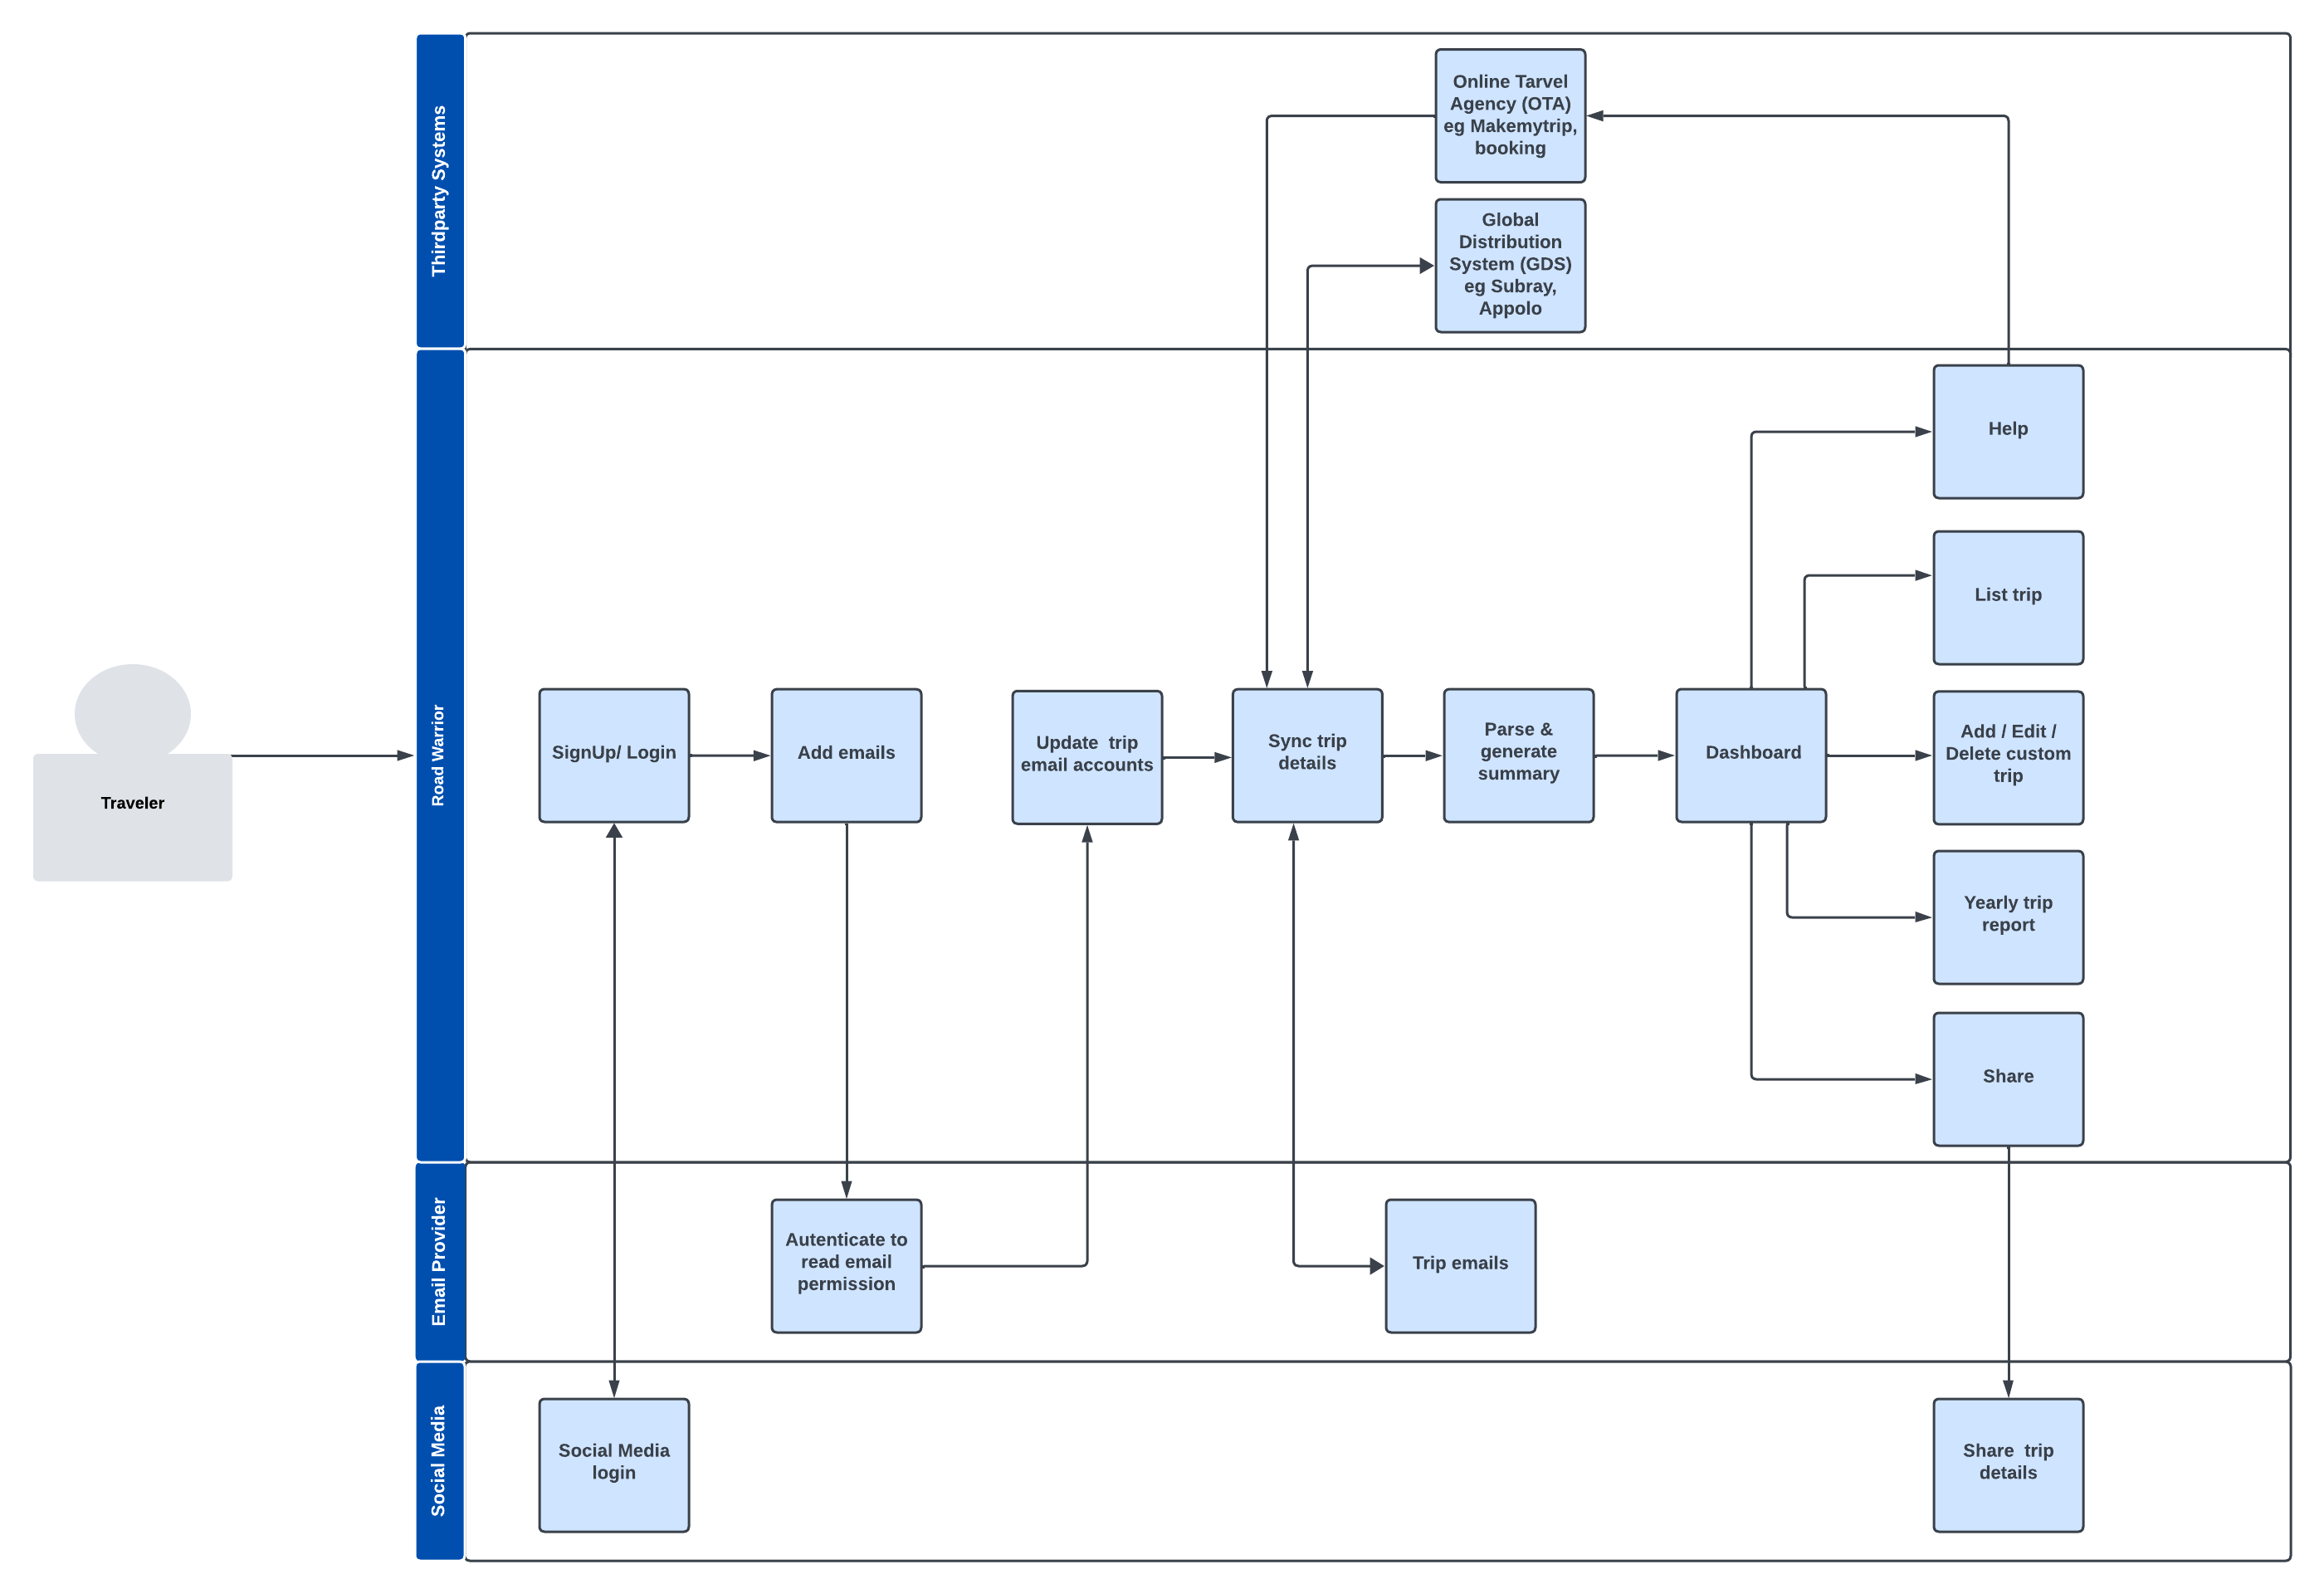 Thirdparty Systems
Online Tarvel
Agency (OTA)
eg Makemytrip,
booking
Global
Distribution
System (GDS)
eg Subray,
Appolo
Traveler
Road Warrior
SignUp/ Login
Add emails
Update  trip
email accounts
Sync trip
details
Parse &
generate
summary
Dashboard
Help
List trip
Add / Edit /
Delete custom
trip
Yearly trip
report
Share
Email Provider
Autenticate to
read email
permission
Trip emails
Social Media
Social Media
login
Share  trip
details